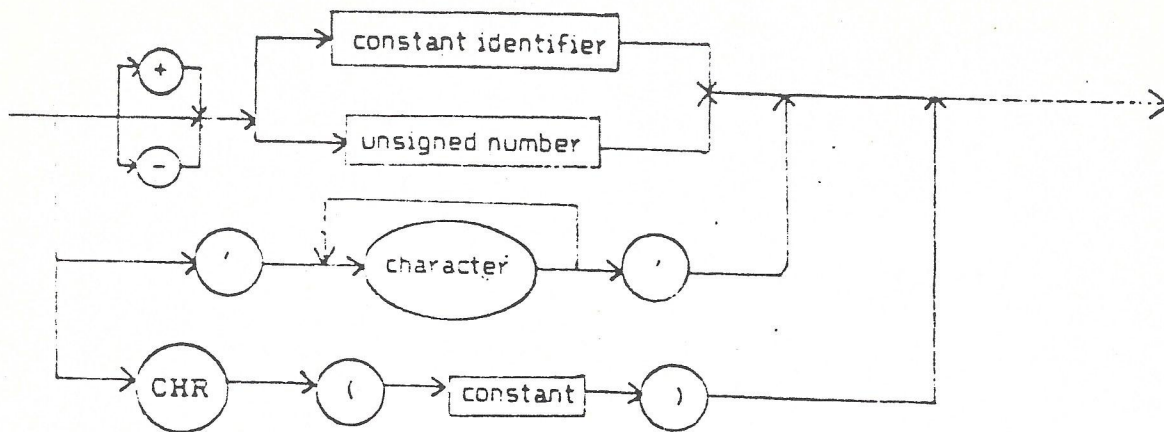 +
constant identifier
-
unsigned number
' character '
CHR ( constant )